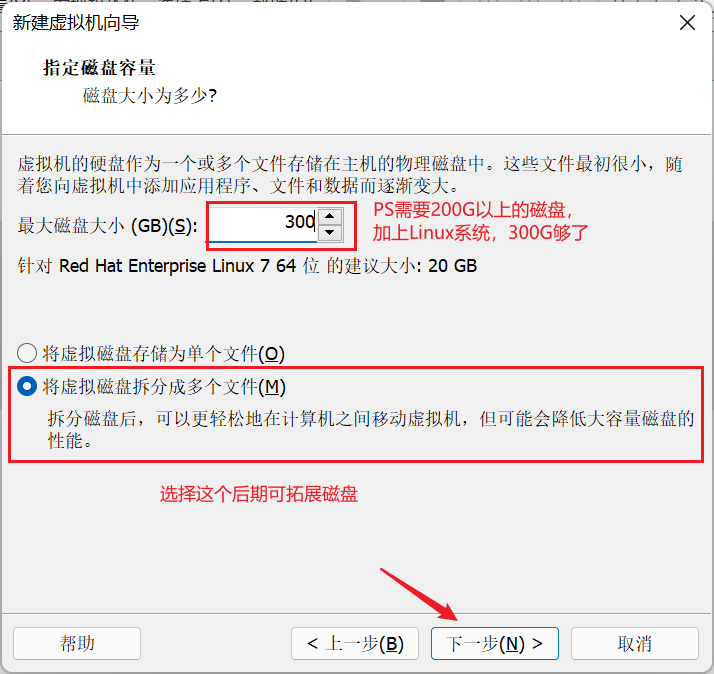 新建虚拟机向导
指定磁盘容量
磁盘大小为多少?
虚拟机的硬盘作为一个或多个文件存储在主机的物理磁盘中。这些文件最初很小，随
着您向虚拟机中添加应用程序、文件和数据而逐渐变大。
最大磁盘大小 (GB)(S): 300
PS需要200G以上的磁盘，
加上Linux系统，300G够了
针对 Red Hat Enterprise Linux 7 64 位 的建议大小: 20 GB
将虚拟磁盘存储为单个文件(O)
将虚拟磁盘拆分成多个文件(M)
拆分磁盘后，可以更轻松地在计算机之间移动虚拟机，但可能会降低大容量磁盘的
性能。
选择这个后期可拓展磁盘
帮助 < 上一步(B) 下一步(N) > 取消